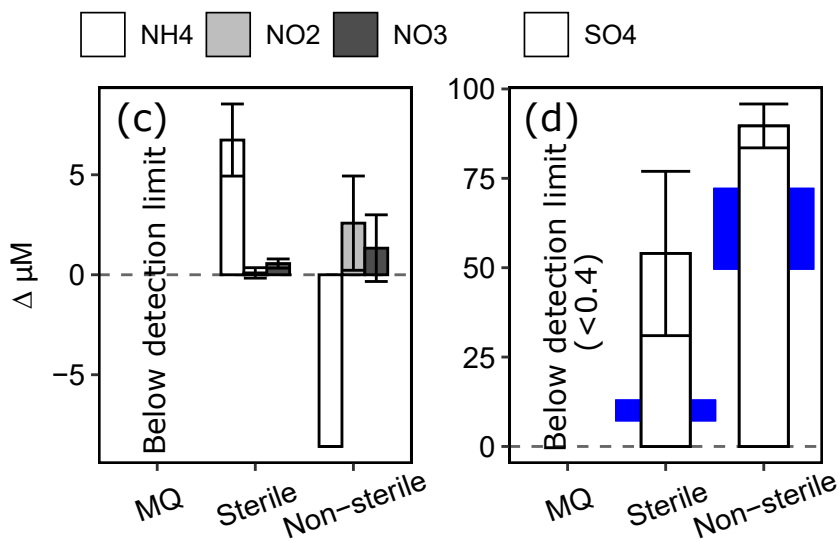 NH4 NO2 NO3 SO4
(c)
Δ μM
5
0
−5
Below detection limit
MQ
Sterile
Non−sterile
(d)
100
75
50
25
0
Below detection limit
(<0.4)
MQ
Sterile
Non−sterile